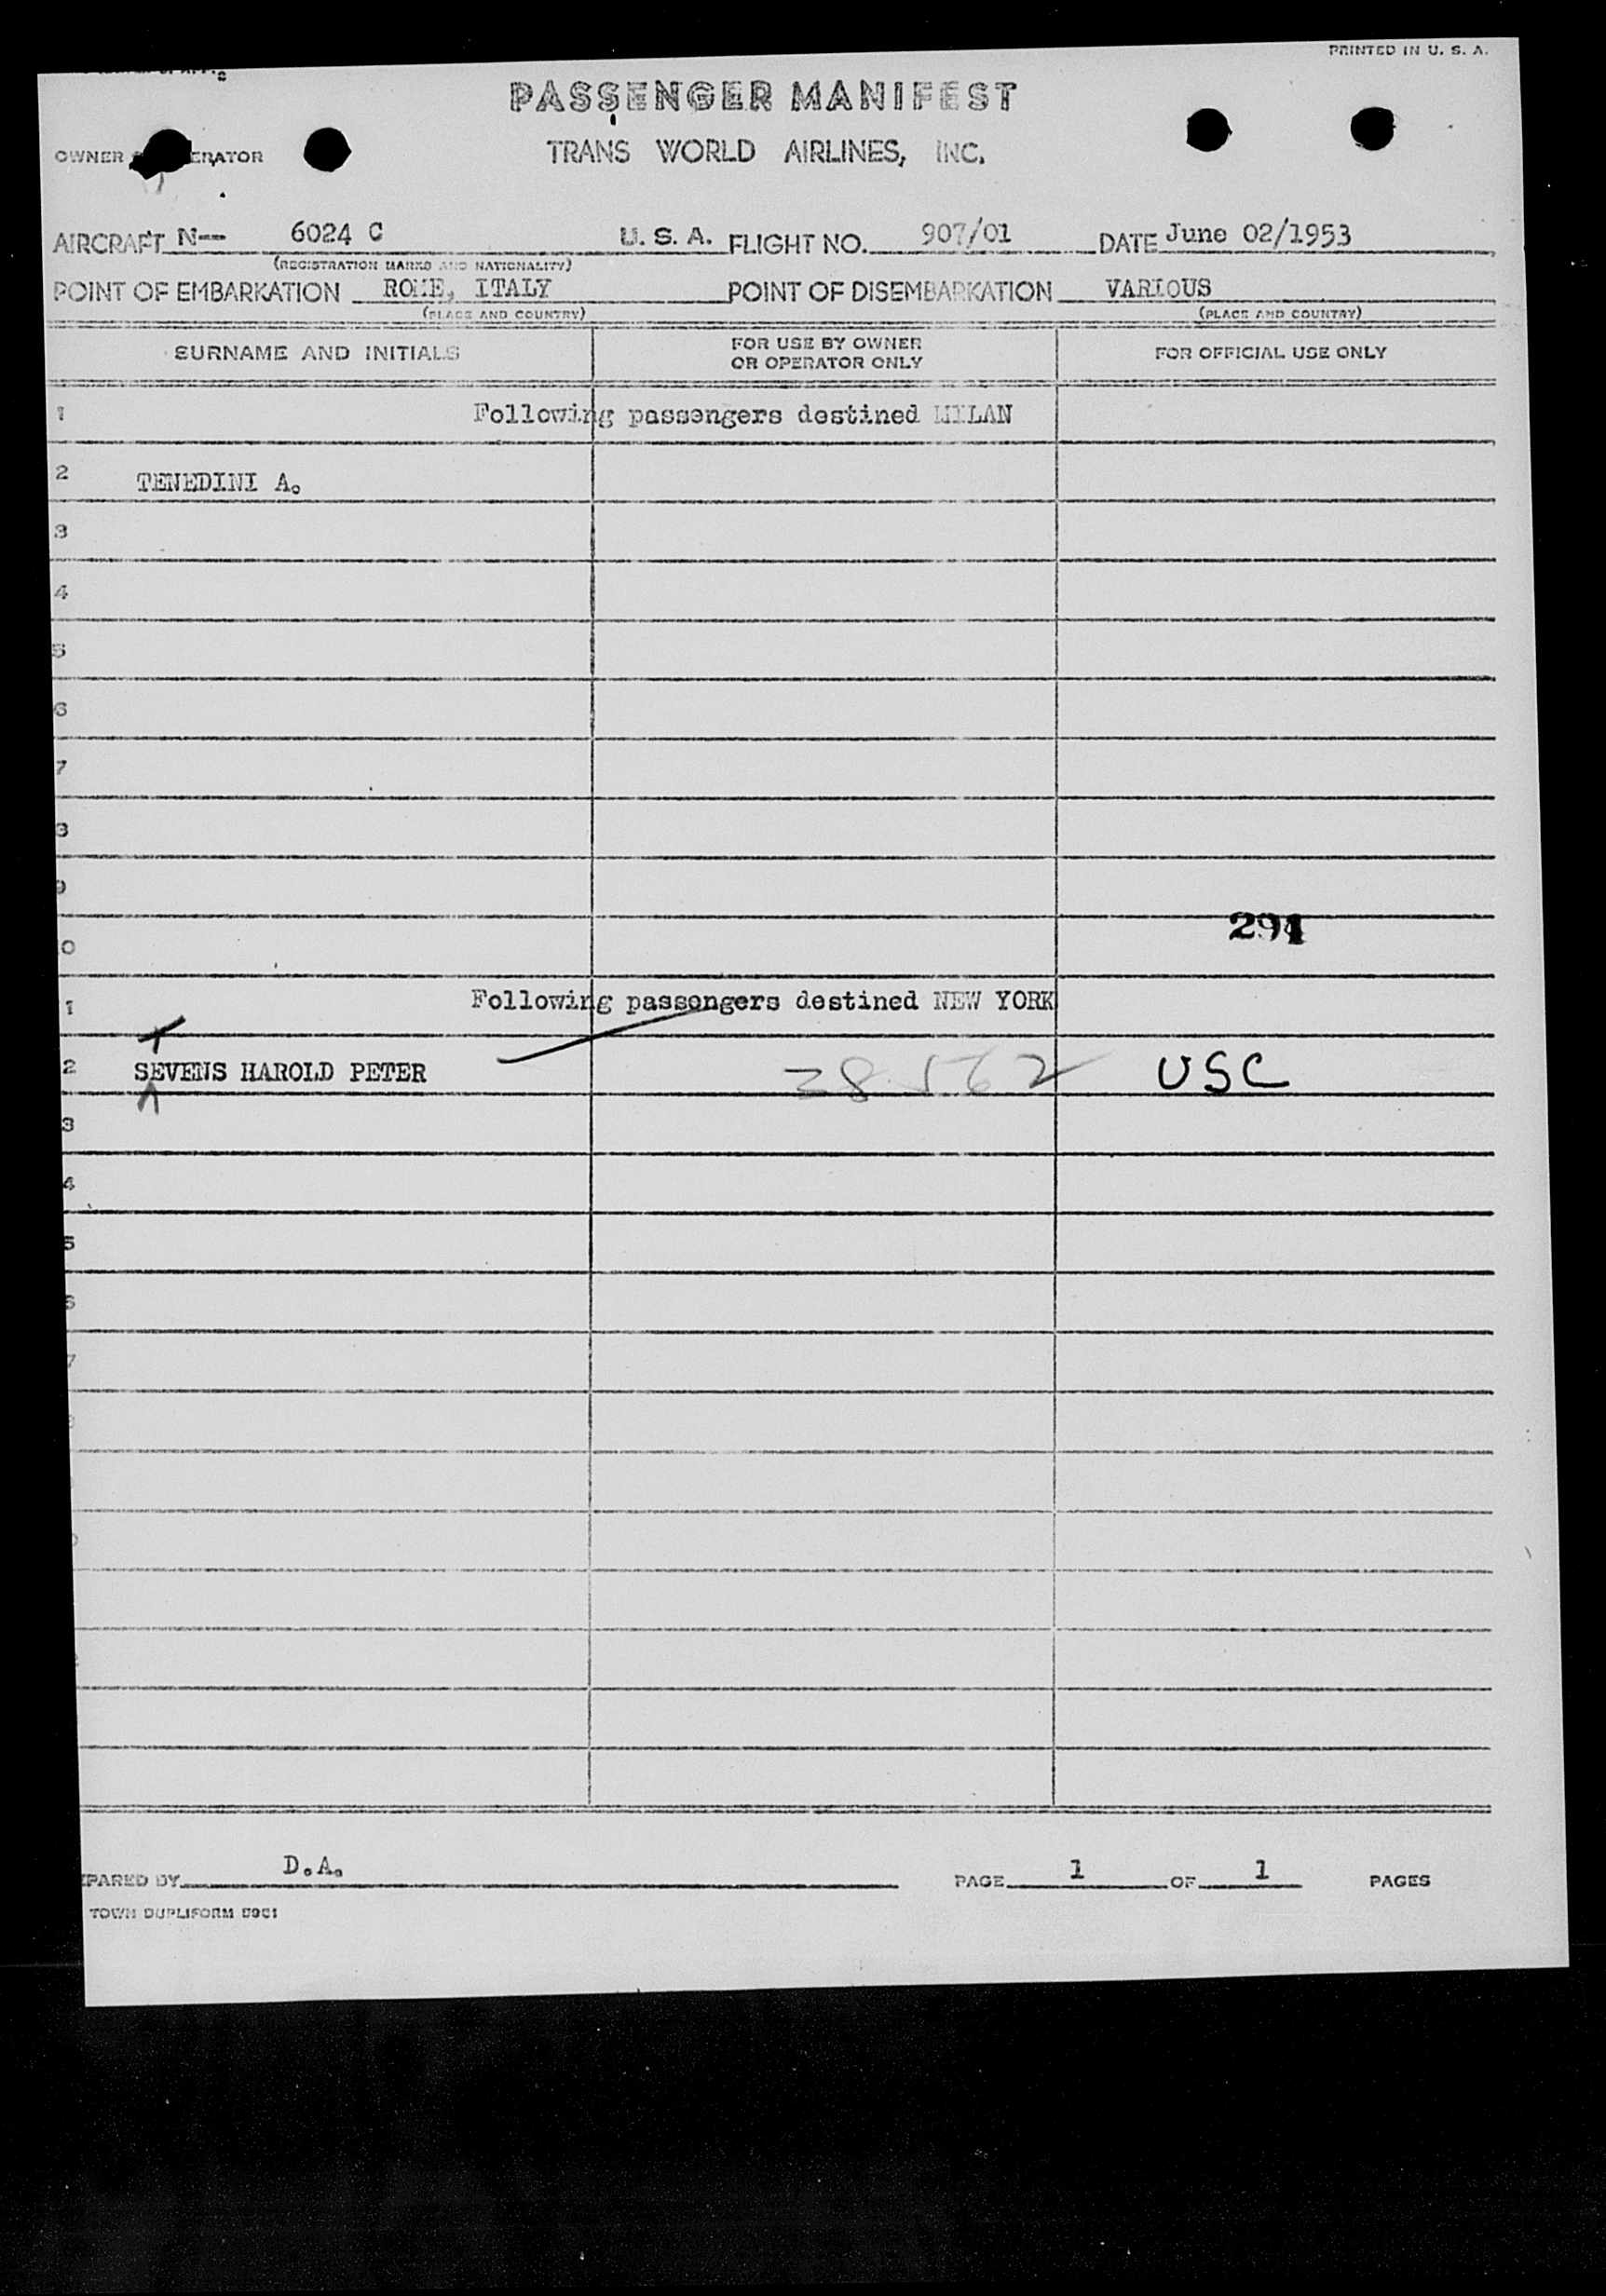 PRINTED IN U. S. A.
PASSENGER MANIFEST
OWNER ERATOR
TRANS WORLD AIRLINES, INC.
AIRCRAFT N-- 6024 C U. S. A. FLIGHT NO. 907/01 DATE June 02/1953
(REGISTRATION MARKS AND NATIONALITY)
POINT OF EMBARKATION ROME, ITALY POINT OF DISEMBARKATION VARIOUS
(PLACE AND COUNTRY) (PLACE AND COUNTRY)
SURNAME AND INITIALS FOR USE BY OWNER OR OPERATOR ONLY FOR OFFICIAL USE ONLY
1 Following passengers destined MILAN
2 TENEDINI A.
3
4
5
6
7
8
9
291
0
1 Following passengers destined NEW YORK
2 SEVENS HAROLD PETER 28562 USC
3
4
5
6
7
PARED BY D.A. PAGE 1 OF 1 PAGES
TOWN DUPLIFORM